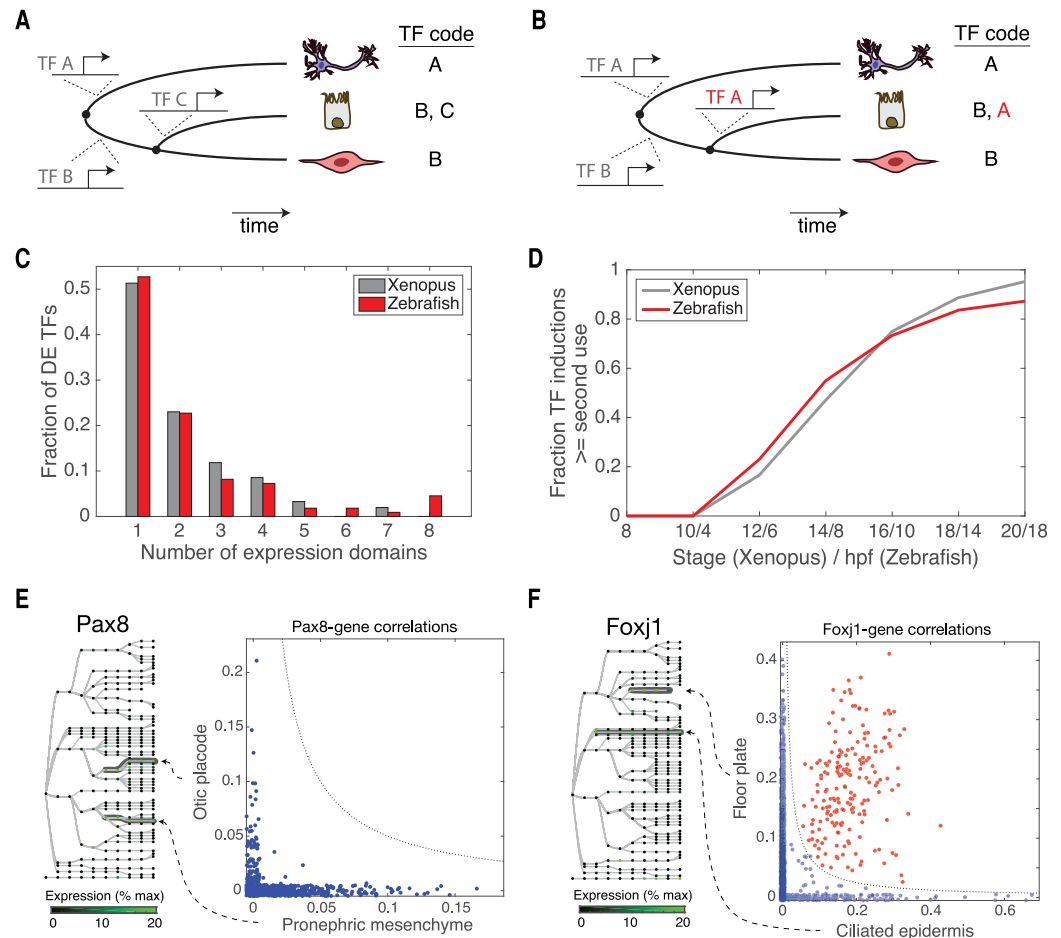 A
TF code
TF A
A
TF C
B, C
TF B
B
time
B
TF code
TF A
A
TF A
B, A
TF B
B
time
C
Fraction of DE TFs
0.5
0.4
0.3
0.2
0.1
0
Xenopus
Zebrafish
1 2 3 4 5 6 7 8
Number of expression domains
D
Fraction TF inductions
>= second use
1
0.8
0.6
0.4
0.2
0
Xenopus
Zebrafish
8 10/4 12/6 14/8 16/10 18/14 20/18
Stage (Xenopus) / hpf (Zebrafish)
E
Pax8
Expression (% max)
0 10 20
Pax8-gene correlations
Otic placode
0.2
0.15
0.1
0.05
0
0 0.05 0.1 0.15
Pronephric mesenchyme
F
Foxj1
Expression (% max)
0 10 20
Foxj1-gene correlations
Floor plate
0.4
0.3
0.2
0.1
0
0 0.2 0.4 0.6
Ciliated epidermis